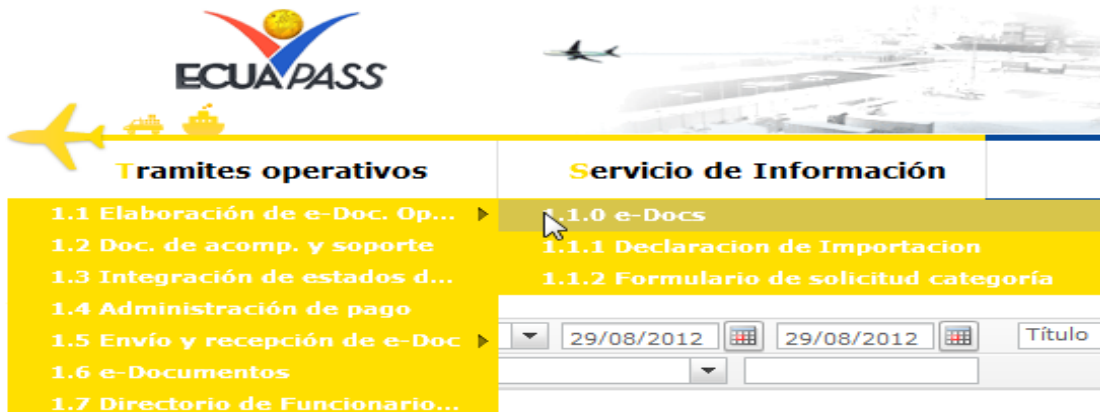 ECUAPASS
Tramites operativos
Servicio de Información
1.1 Elaboración de e-Doc. Op...
1.2 Doc. de acomp. y soporte
1.3 Integración de estados d...
1.4 Administración de pago
1.5 Envío y recepción de e-Doc
1.6 e-Documentos
1.7 Directorio de Funcionario...
1.1.0 e-Docs
1.1.1 Declaracion de Importacion
1.1.2 Formulario de solicitud categoría
29/08/2012 29/08/2012 Título